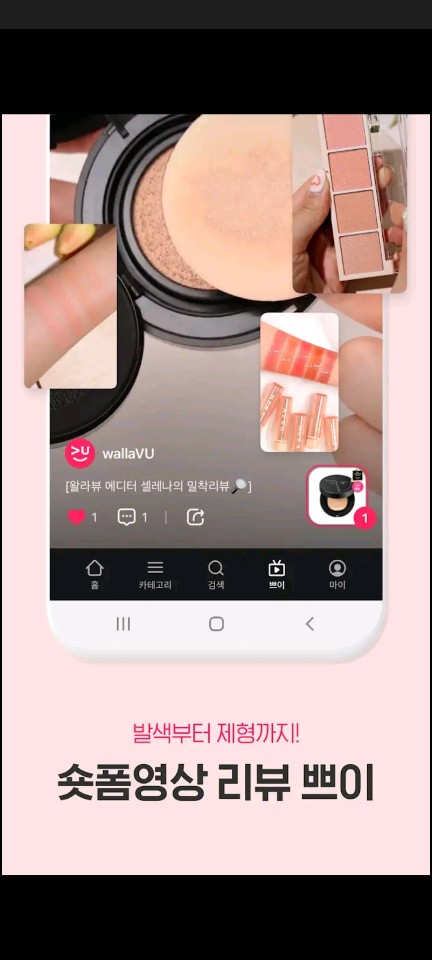 wallaVU
[왈라뷰 에디터 셀레나의 밀착리뷰🔎]
1
1
1
홈
카테고리
검색
쁘이
마이
발색부터 제형까지!
숏폼영상 리뷰 쁘이